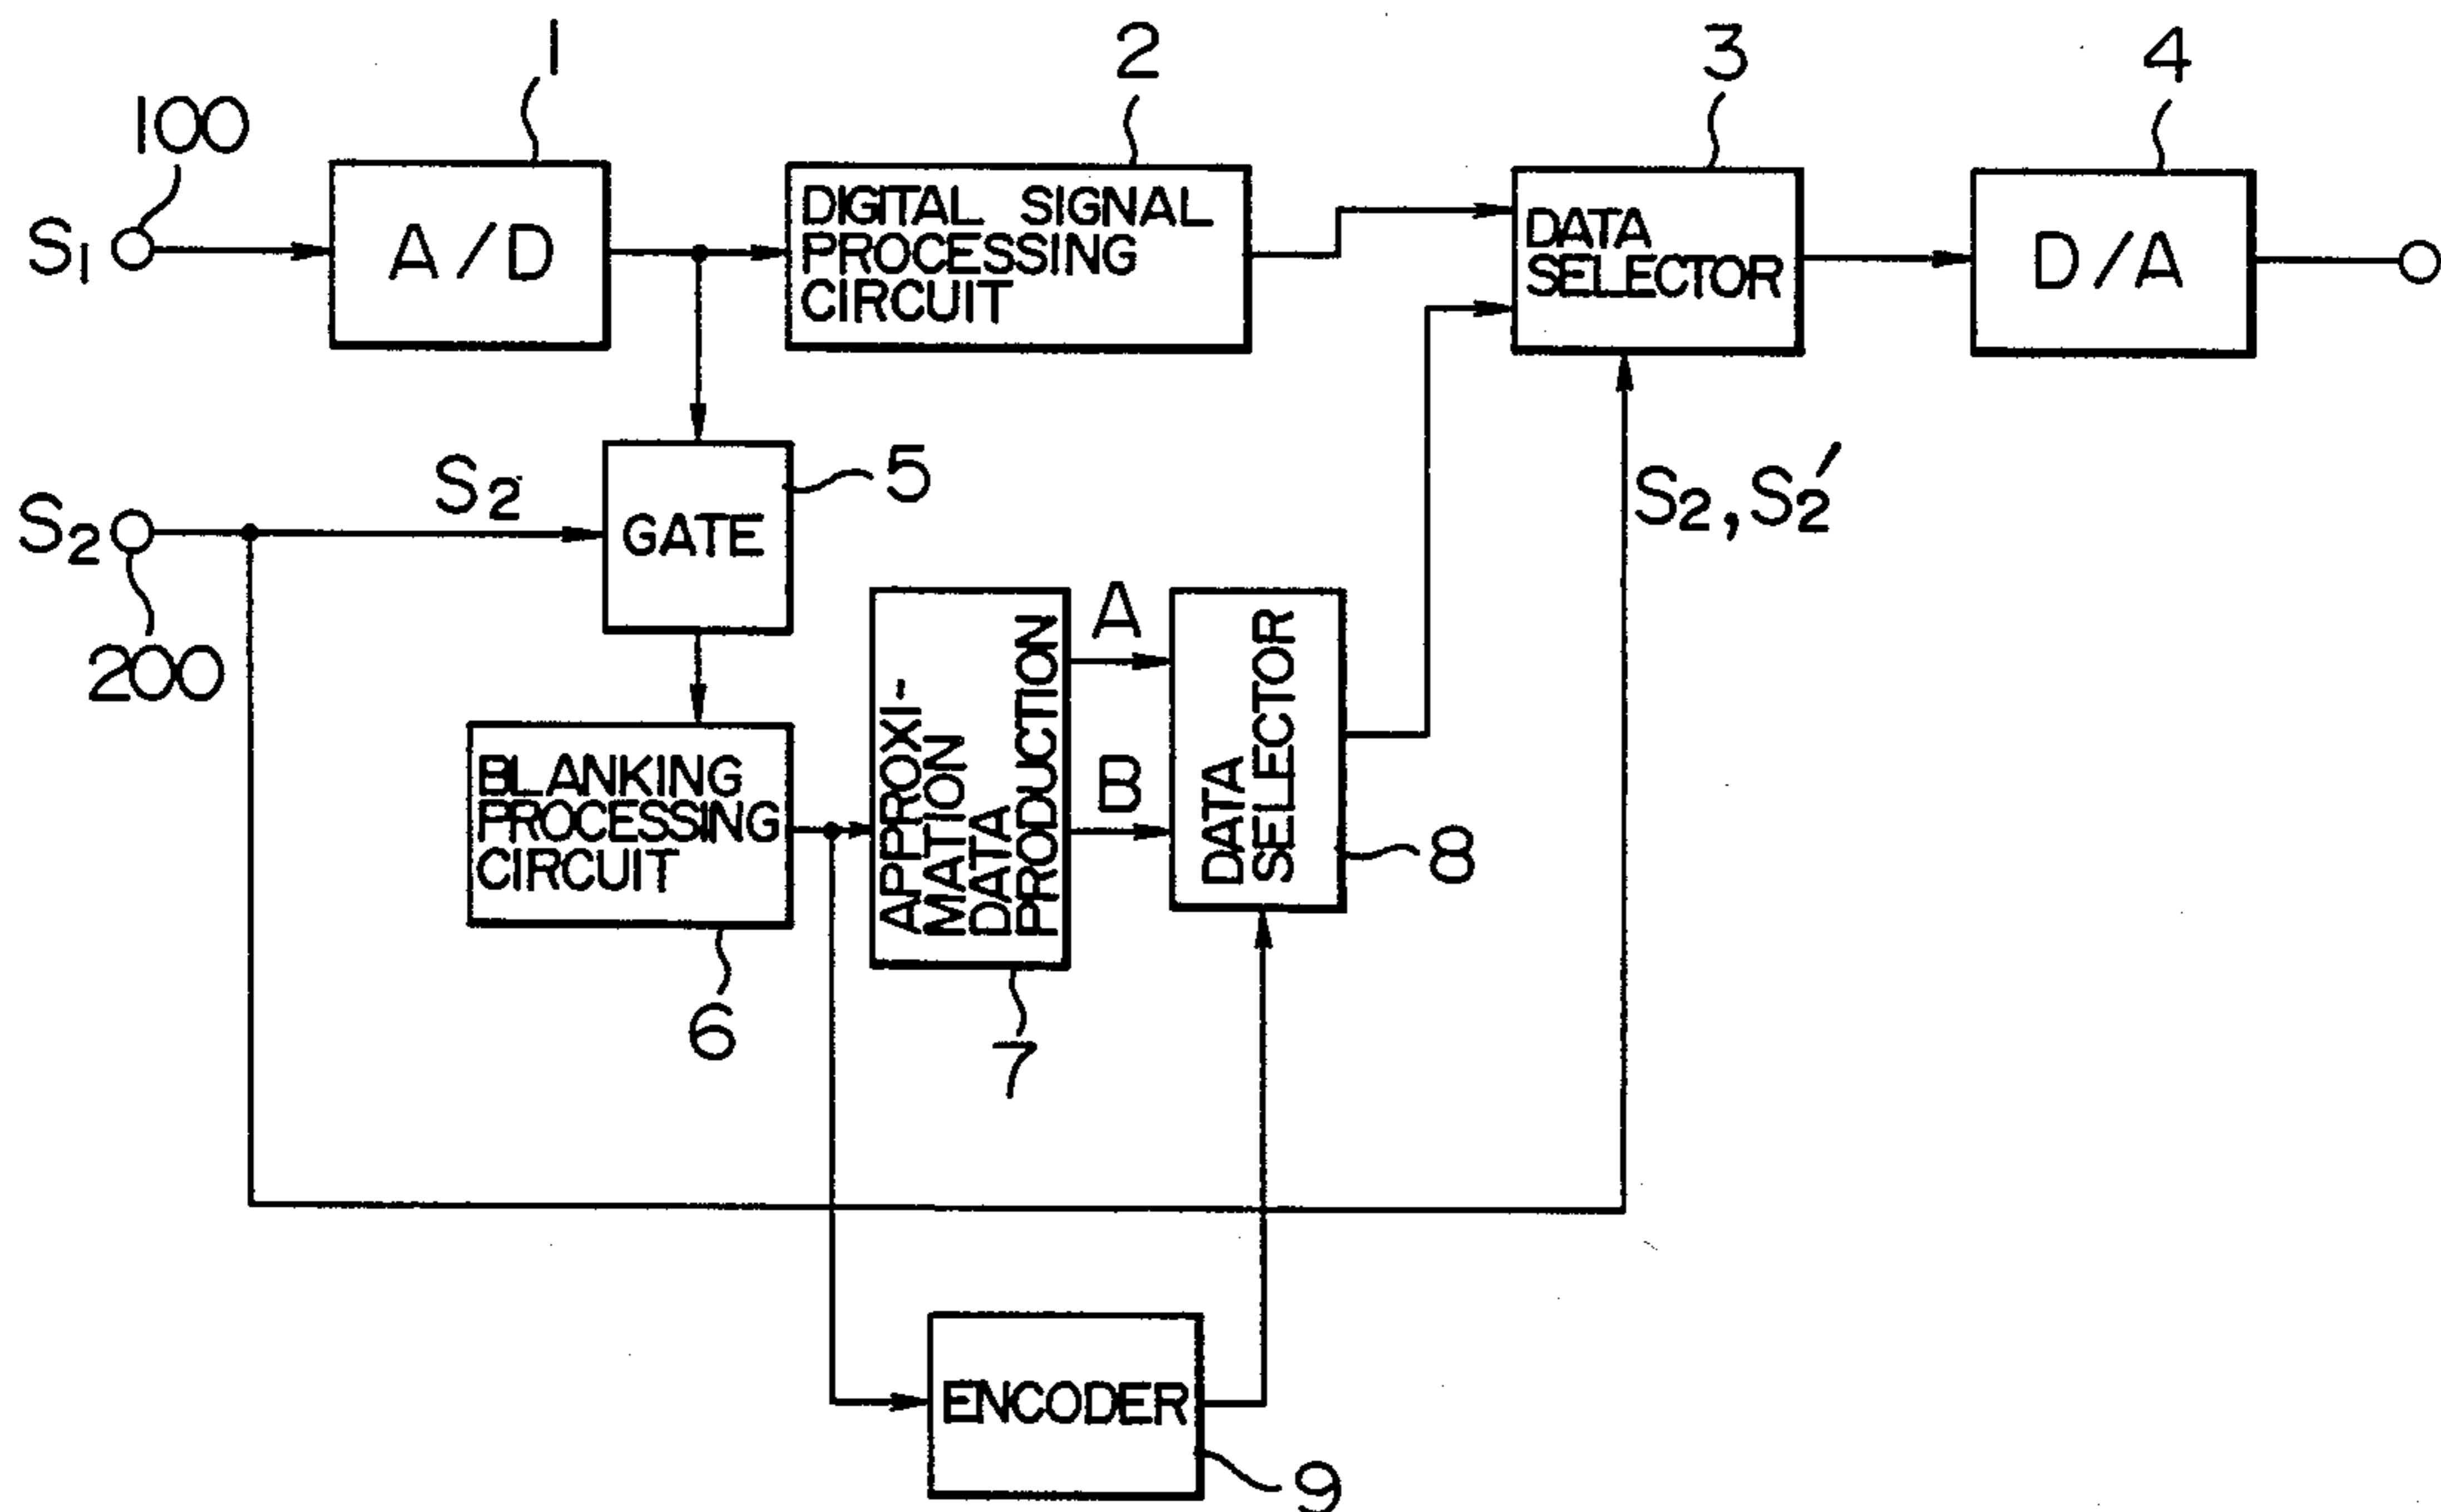 1
2
3
4
100
S1
A/D
DIGITAL SIGNAL
PROCESSING
CIRCUIT
DATA
SELECTOR
D/A
5
S2
S2
GATE
S2, S2'
200
A
B
BLANKING
PROCESSING
CIRCUIT
APPROXI-
MATION
DATA
PRODUCTION
DATA
SELECTOR
8
6
7
ENCODER
9